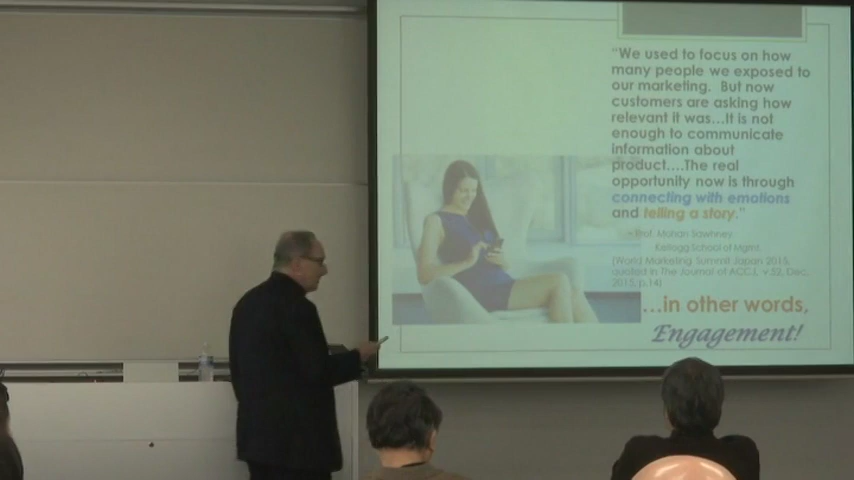 "We used to focus on how
many people we exposed to
our marketing. But now
customers are asking how
relevant it was...It is not
enough to communicate
information about
product....The real
opportunity now is through
connecting with emotions
and telling a story."
~ Prof. Mohan Sawhney
Kellogg School of Mgmt
(World Marketing Summit Japan 2015,
quoted in The Journal of ACCJ, v.52, Dec,
2015, p.14)
...in other words,
Engagement!